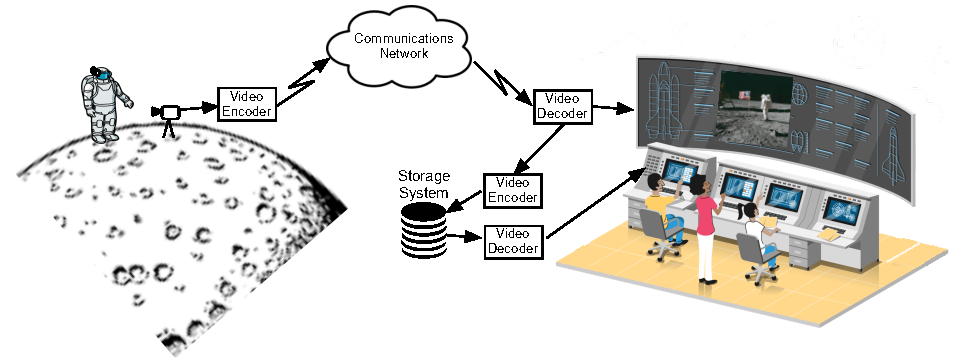 Communications
Network
Video
Encoder
Video
Decoder
Storage
System
Video
Encoder
Video
Decoder